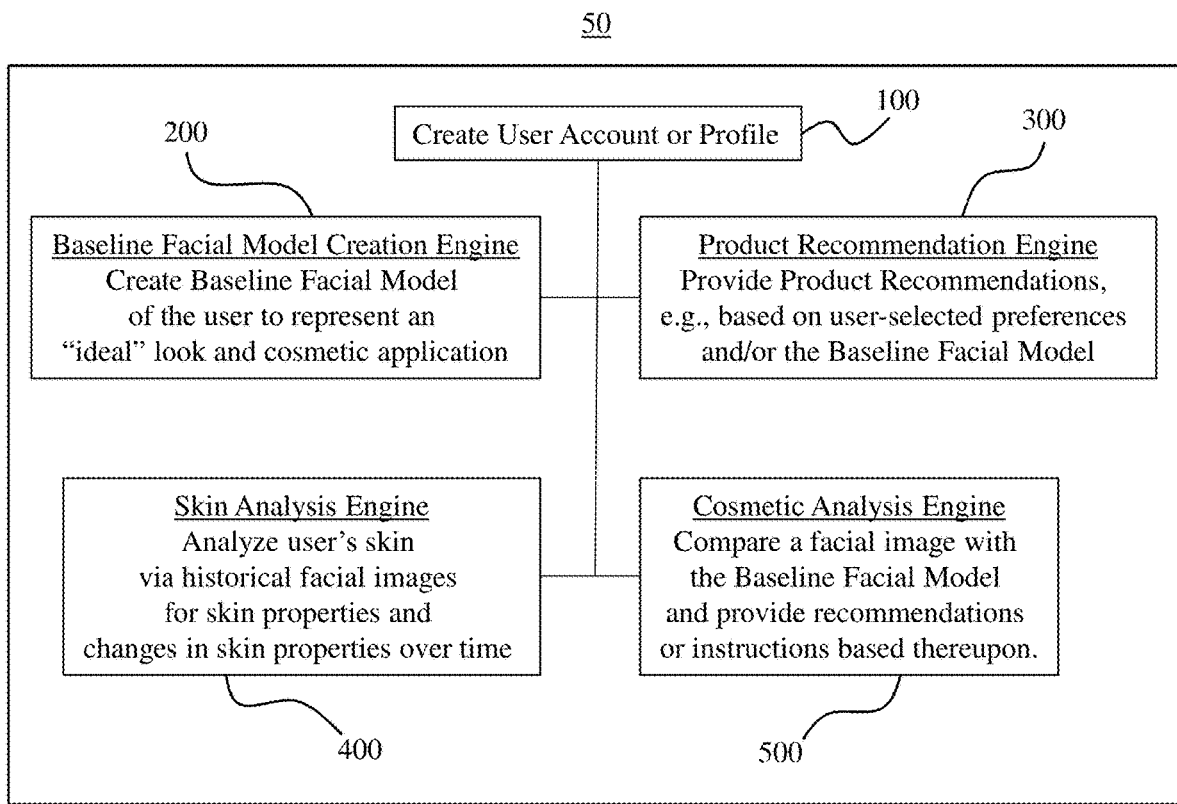 50
100
Create User Account or Profile
200
300
Baseline Facial Model Creation Engine
Create Baseline Facial Model
of the user to represent an
“ideal” look and cosmetic application
Product Recommendation Engine
Provide Product Recommendations,
e.g., based on user-selected preferences
and/or the Baseline Facial Model
Skin Analysis Engine
Analyze user’s skin
via historical facial images
for skin properties and
changes in skin properties over time
Cosmetic Analysis Engine
Compare a facial image with
the Baseline Facial Model
and provide recommendations
or instructions based thereupon.
400
500